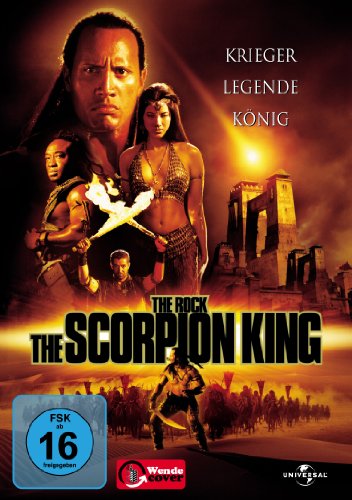 KRIEGER
LEGENDE
KÖNIG
THE ROCK
THE SCORPION KING
FSK
ab
16
freigegeben
Wende
cover
UNIVERSAL